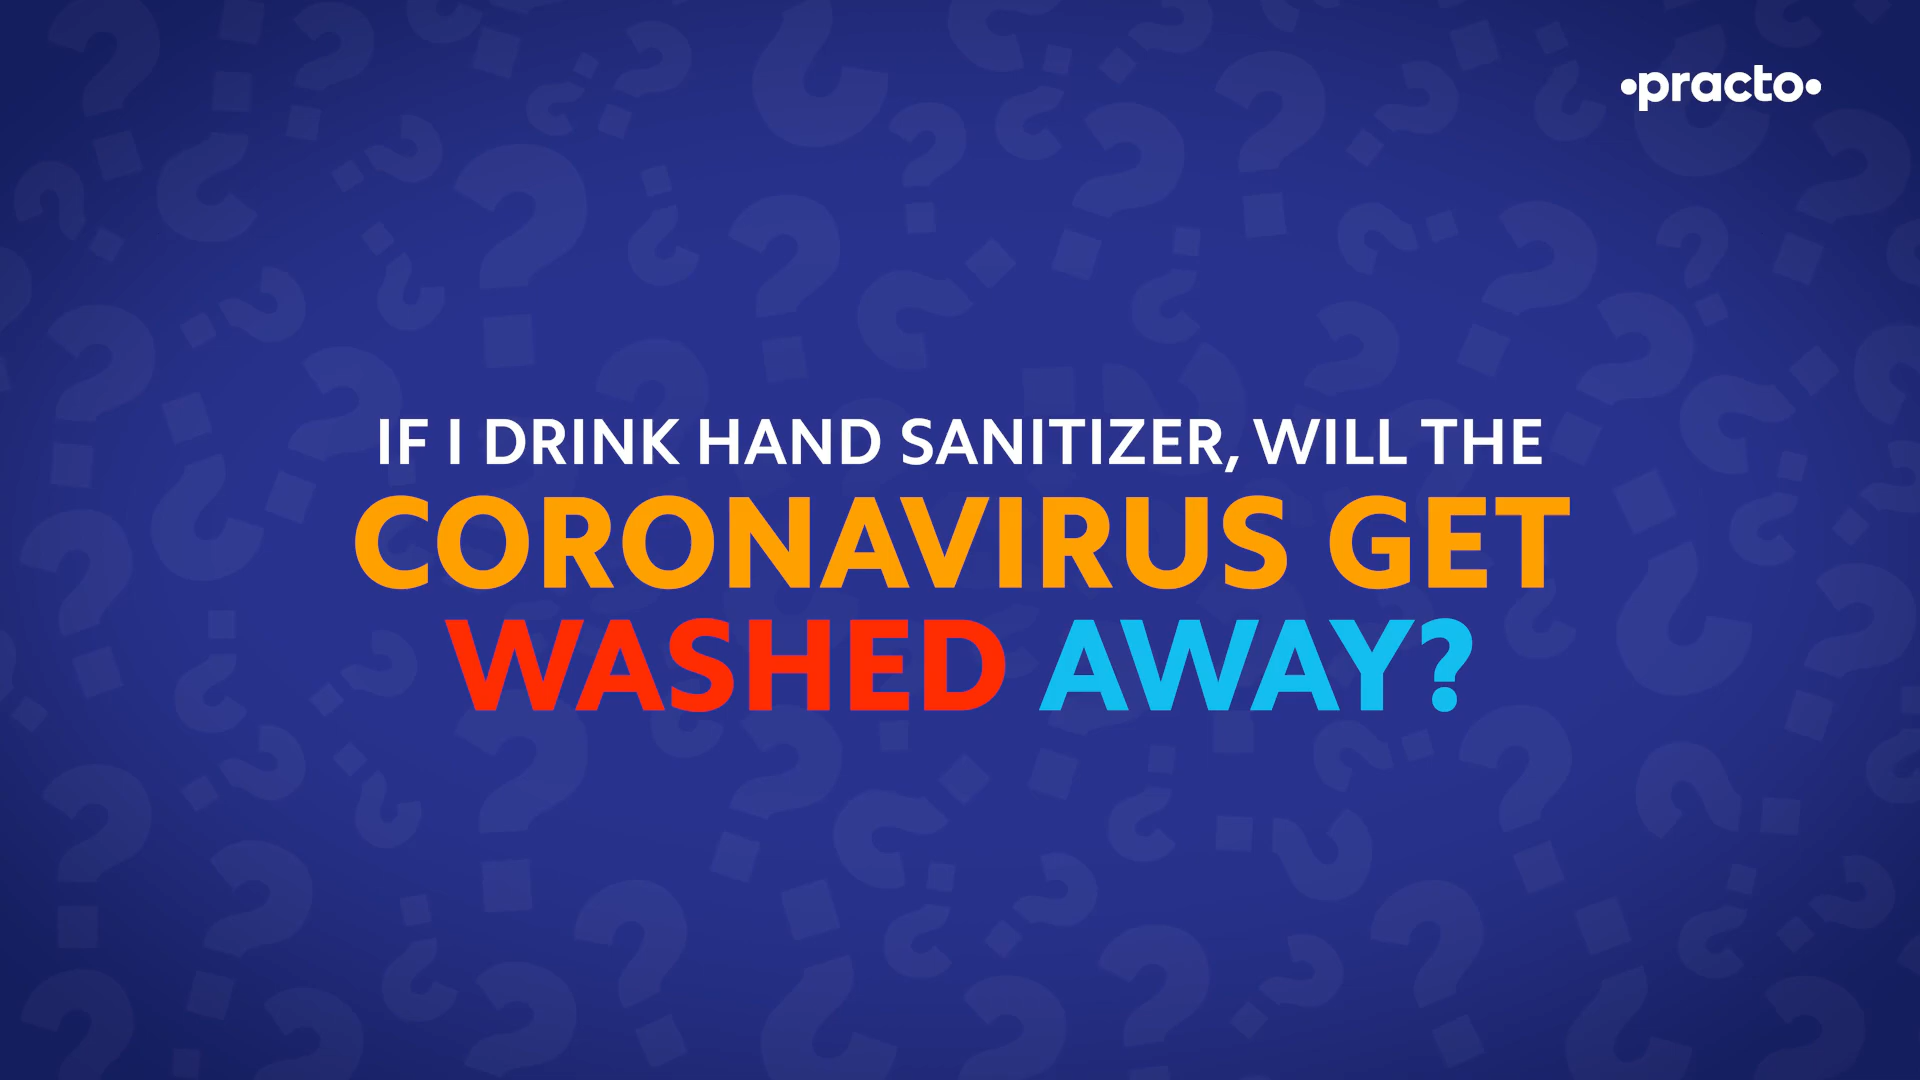 •practo•
IF I DRINK HAND SANITIZER, WILL THE
CORONAVIRUS GET
WASHED AWAY?